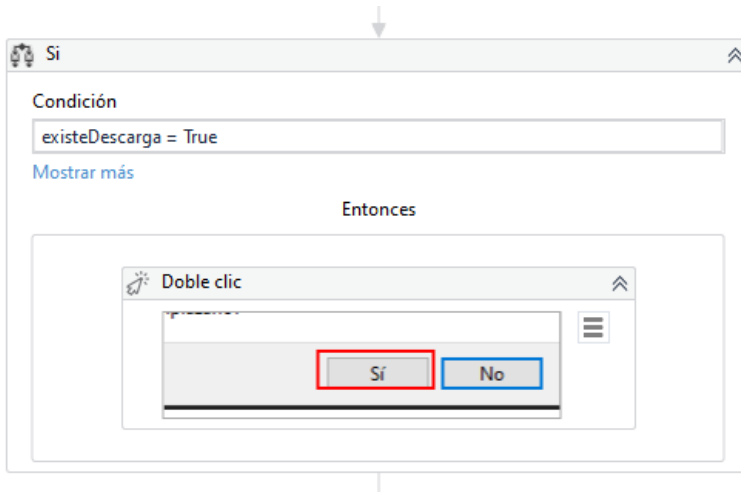 Si
Condición
existeDescarga = True
Mostrar más
Entonces
Doble clic
Sí No